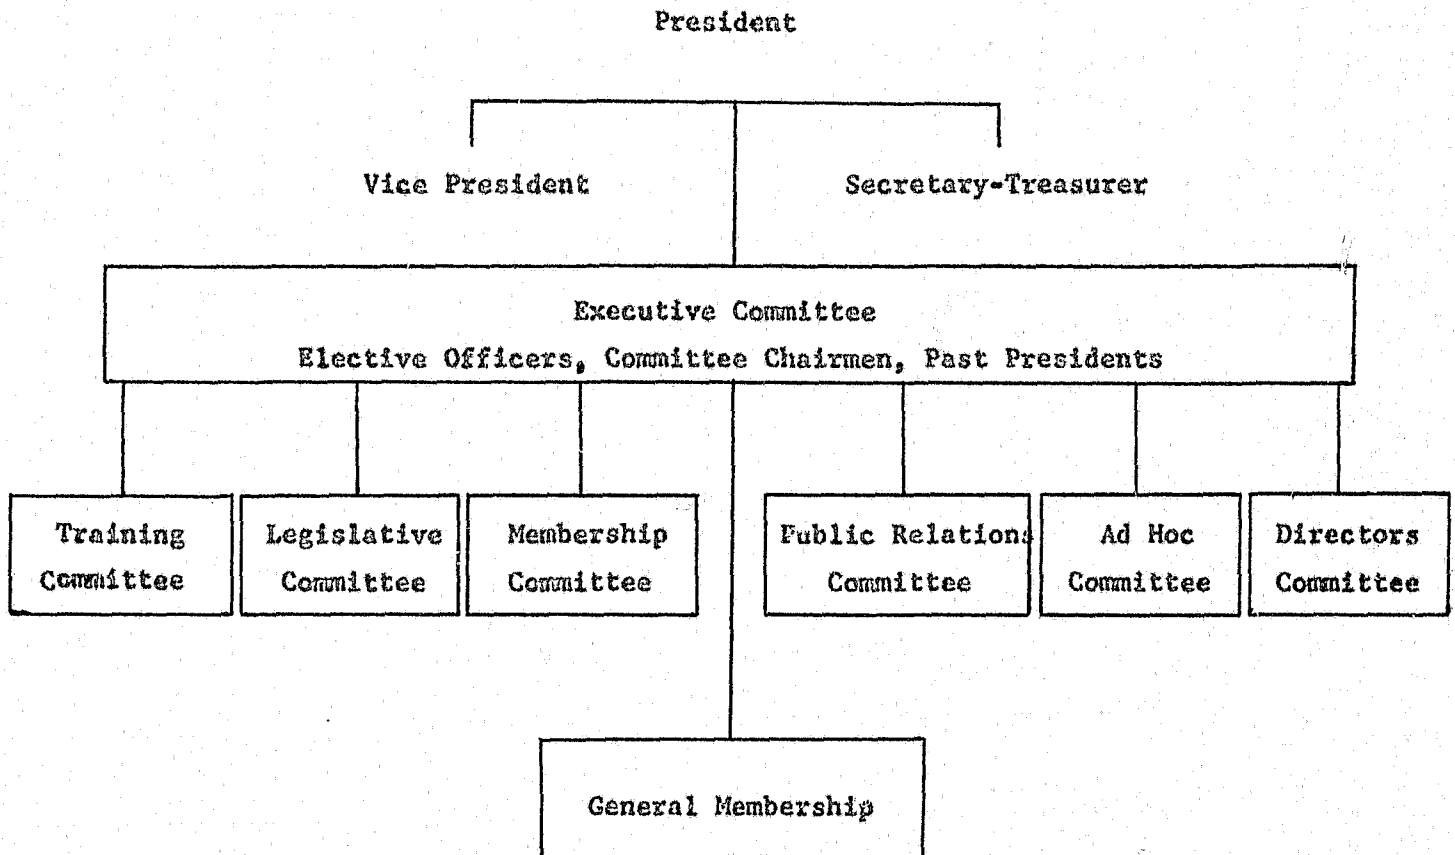 President
Vice President Secretary-Treasurer
Executive Committee
Elective Officers, Committee Chairmen, Past Presidents
Training Legislative Membership Public Relations Ad Hoc Directors
Committee Committee Committee Committee Committee Committee
General Membership